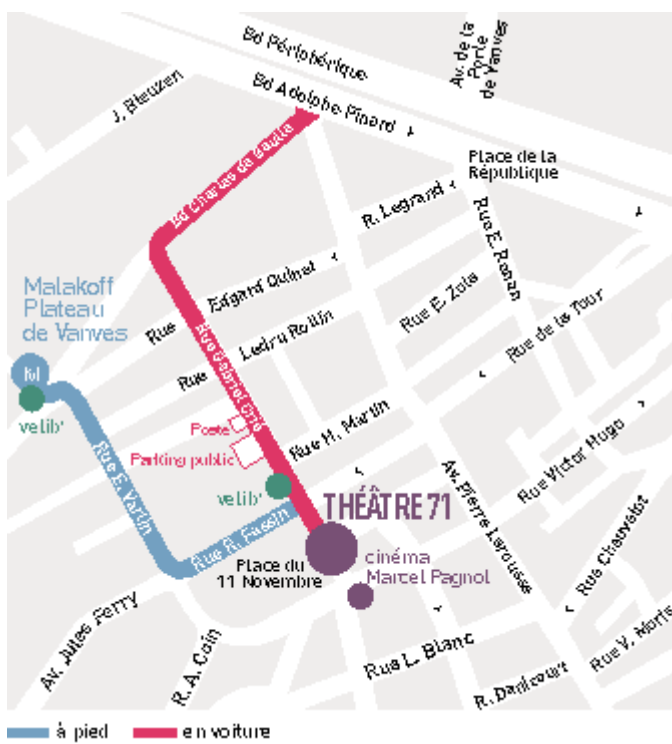 Bd Périphérique
Av. de la
Porte
de Vanves
J. Bleuzen
Bd Adolphe Pinard
Place de la
République
Bd Charles de Gaulle
R. Legrand
Rue E. Renan
Malakoff
Plateau
de Vanves
Rue Edgard Quinet
Rue E. Zola
Rue de la Tour
Rue Ledru Rollin
M
velib'
Rue Gabriel Crié
Poste
Parking public
Rue H. Martin
Rue Victor Hugo
Rue E. Varlin
velib'
THÉÂTRE 71
Av. Pierre Larousse
Rue R. Fassin
Place du
11 Novembre
cinéma
Marcel Pagnol
Rue Chauvelot
Av. Jules Ferry
R. A. Coin
Rue L. Blanc
Rue V. Moris
R. Danicourt
à pied
en voiture